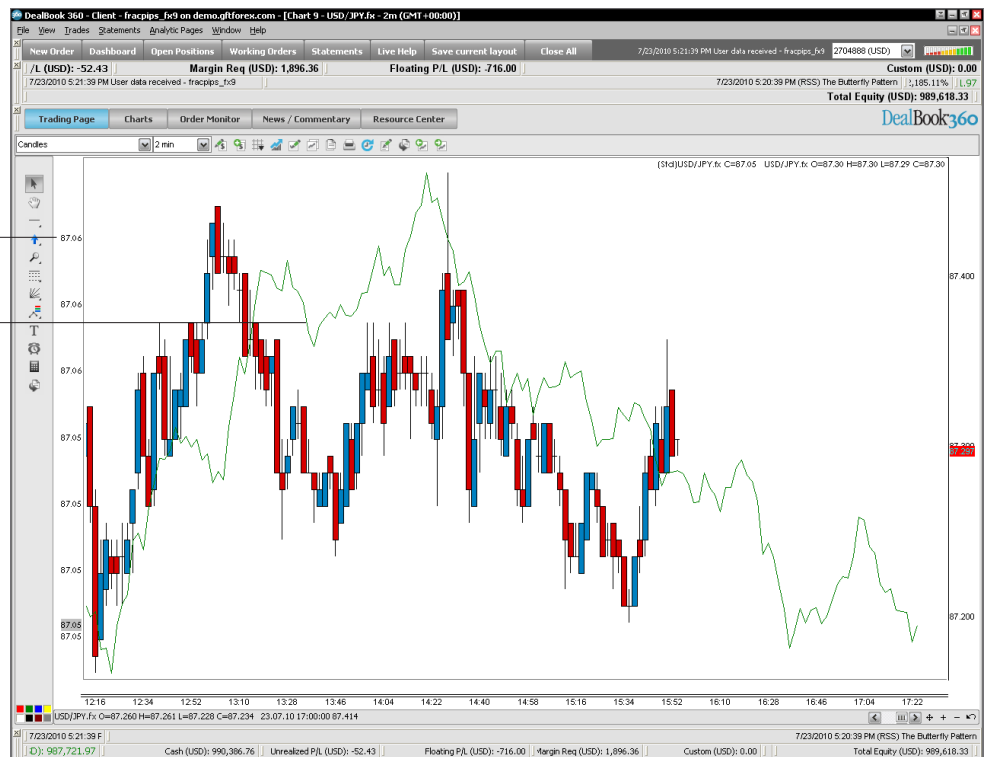 DealBook 360 - Client - fracpips_fx9 on demo.gftforex.com - [Chart 9 - USD/JPY.fx - 2m (GMT+00:00)]
File View Trades Statements Analytic Pages Window Help
New Order Dashboard Open Positions Working Orders Statements Live Help Save current layout Close All 7/23/2010 5:21:39 PM User data received - fracpips_fx9 2704888 (USD)
/L (USD): -52.43 Margin Req (USD): 1,896.36 Floating P/L (USD): -716.00 Custom (USD): 0.00
7/23/2010 5:21:39 PM User data received - fracpips_fx9 7/23/2010 5:20:39 PM (RSS) The Butterfly Pattern ,185.11% 1.97
Total Equity (USD): 989,618.33
Trading Page Charts Order Monitor News / Commentary Resource Center DealBook360
Candles 2 min
(Std)USD/JPY.fx C=87.05 USD/JPY.fx O=87.30 H=87.30 L=87.29 C=87.30
87.06
87.400
87.06
87.06
87.05
87.300
87.297
87.05
87.05
87.200
87.05
87.05
T
12:16 12:34 12:52 13:10 13:28 13:46 14:04 14:22 14:40 14:58 15:16 15:34 15:52 16:10 16:28 16:46 17:04 17:22
USD/JPY.fx O=87.260 H=87.261 L=87.228 C=87.234 23.07.10 17:00:00 87.414
7/23/2010 5:21:39 F 7/23/2010 5:20:39 PM (RSS) The Butterfly Pattern
D): 987,721.97 Cash (USD): 990,386.76 Unrealized P/L (USD): -52.43 Floating P/L (USD): -716.00 Margin Req (USD): 1,896.36 Custom (USD): 0.00 Total Equity (USD): 989,618.33